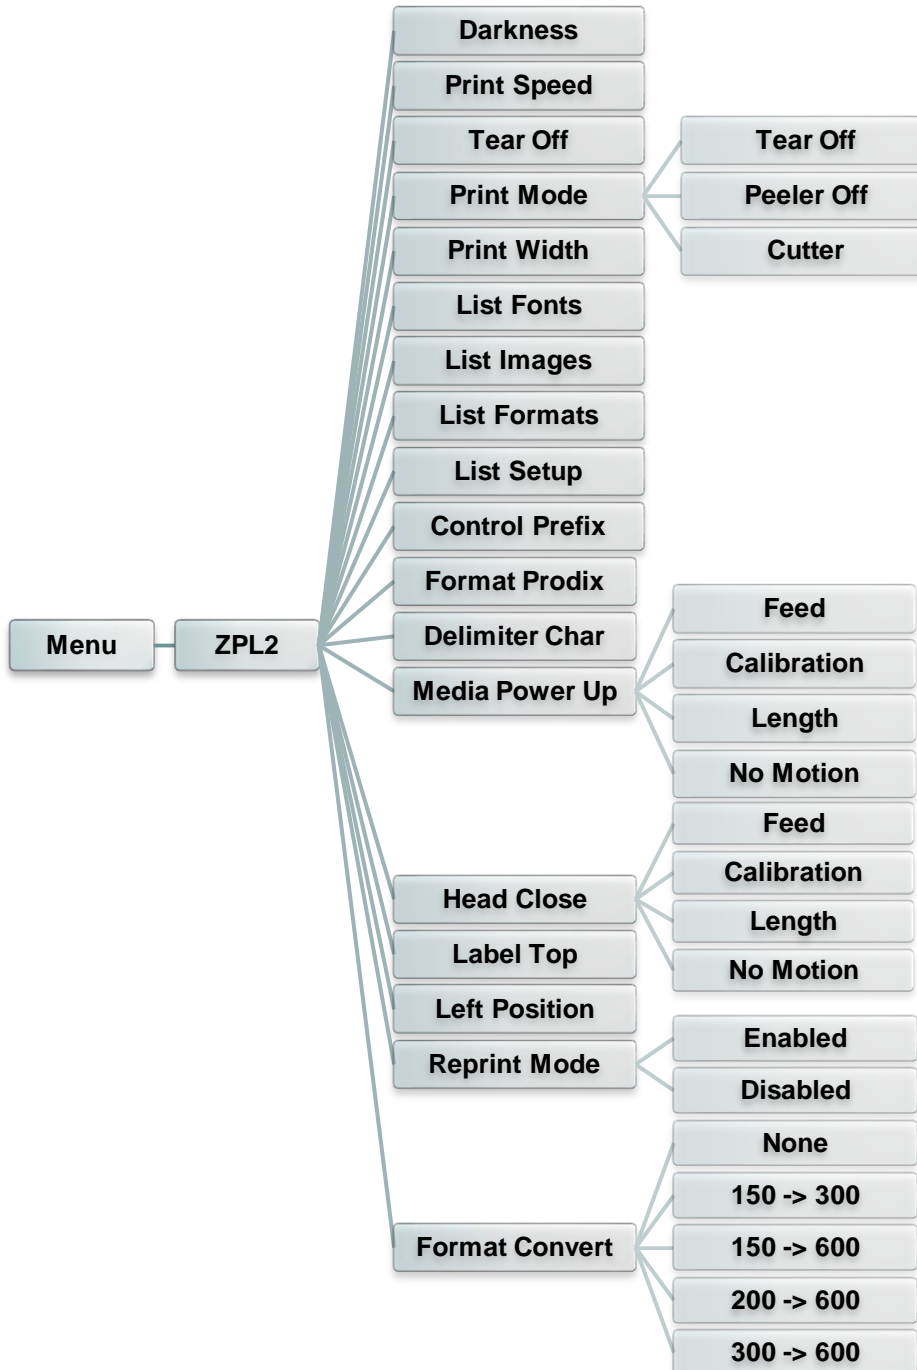 Darkness
Print Speed
Tear Off
Tear Off
Print Mode
Peeler Off
Print Width
Cutter
List Fonts
List Images
List Formats
List Setup
Control Prefix
Format Prodix
Feed
Menu
ZPL2
Delimiter Char
Calibration
Media Power Up
Length
No Motion
Feed
Calibration
Head Close
Length
Label Top
No Motion
Left Position
Enabled
Reprint Mode
Disabled
None
150 -> 300
Format Convert
150 -> 600
200 -> 600
300 -> 600